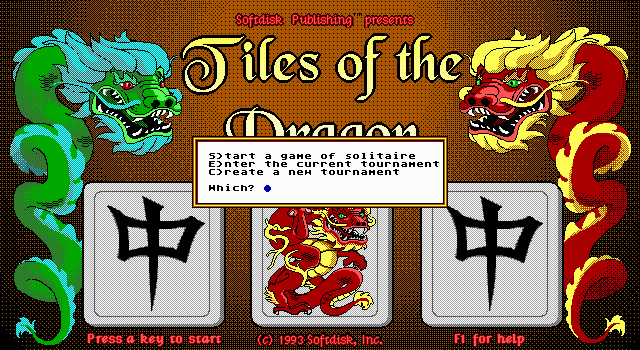 Softdisk Publishing™ presents
Tiles of the
Dragon
S)tart a game of solitaire
E)nter the current tournament
C)reate a new tournament
Which?
中 中
Press a key to start
(c) 1993 Softdisk, Inc.
F1 for help